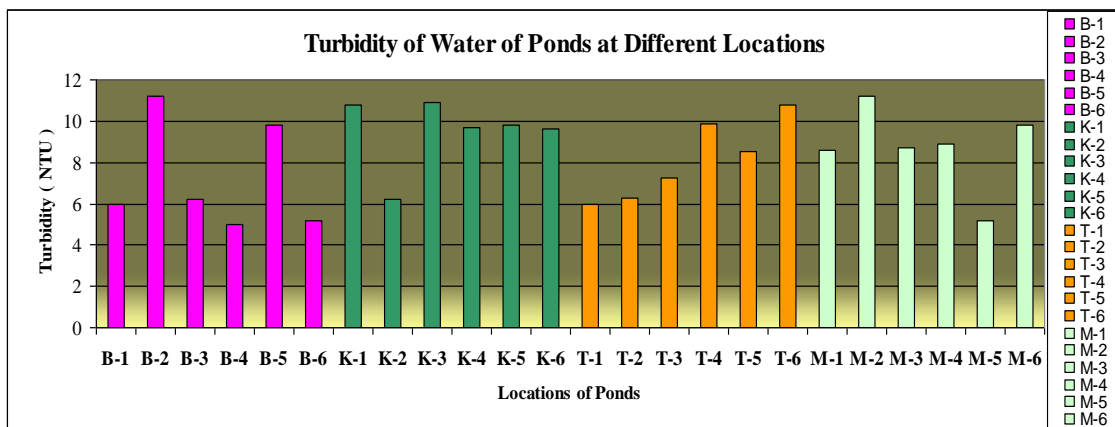 Turbidity of Water of Ponds at Different Locations
12
10
8
6
4
2
0
Turbidity ( NTU )
B-1 B-2 B-3 B-4 B-5 B-6 K-1 K-2 K-3 K-4 K-5 K-6 T-1 T-2 T-3 T-4 T-5 T-6 M-1 M-2 M-3 M-4 M-5 M-6
Locations of Ponds
B-1
B-2
B-3
B-4
B-5
B-6
K-1
K-2
K-3
K-4
K-5
K-6
T-1
T-2
T-3
T-4
T-5
T-6
M-1
M-2
M-3
M-4
M-5
M-6